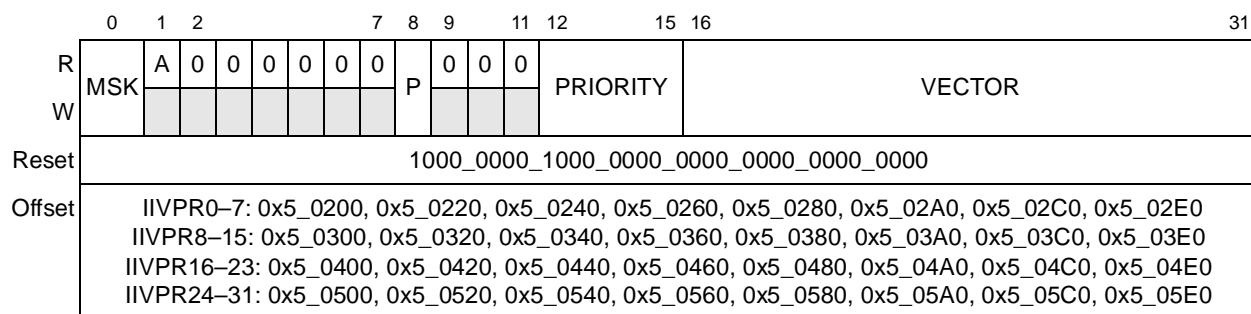 0 1 2 7 8 9 11 12 15 16 31
R MSK A 0 0 0 0 0 0 P 0 0 0 PRIORITY VECTOR
W
Reset 1000_0000_1000_0000_0000_0000_0000_0000
Offset IIVPR0–7: 0x5_0200, 0x5_0220, 0x5_0240, 0x5_0260, 0x5_0280, 0x5_02A0, 0x5_02C0, 0x5_02E0
IIVPR8–15: 0x5_0300, 0x5_0320, 0x5_0340, 0x5_0360, 0x5_0380, 0x5_03A0, 0x5_03C0, 0x5_03E0
IIVPR16–23: 0x5_0400, 0x5_0420, 0x5_0440, 0x5_0460, 0x5_0480, 0x5_04A0, 0x5_04C0, 0x5_04E0
IIVPR24–31: 0x5_0500, 0x5_0520, 0x5_0540, 0x5_0560, 0x5_0580, 0x5_05A0, 0x5_05C0, 0x5_05E0